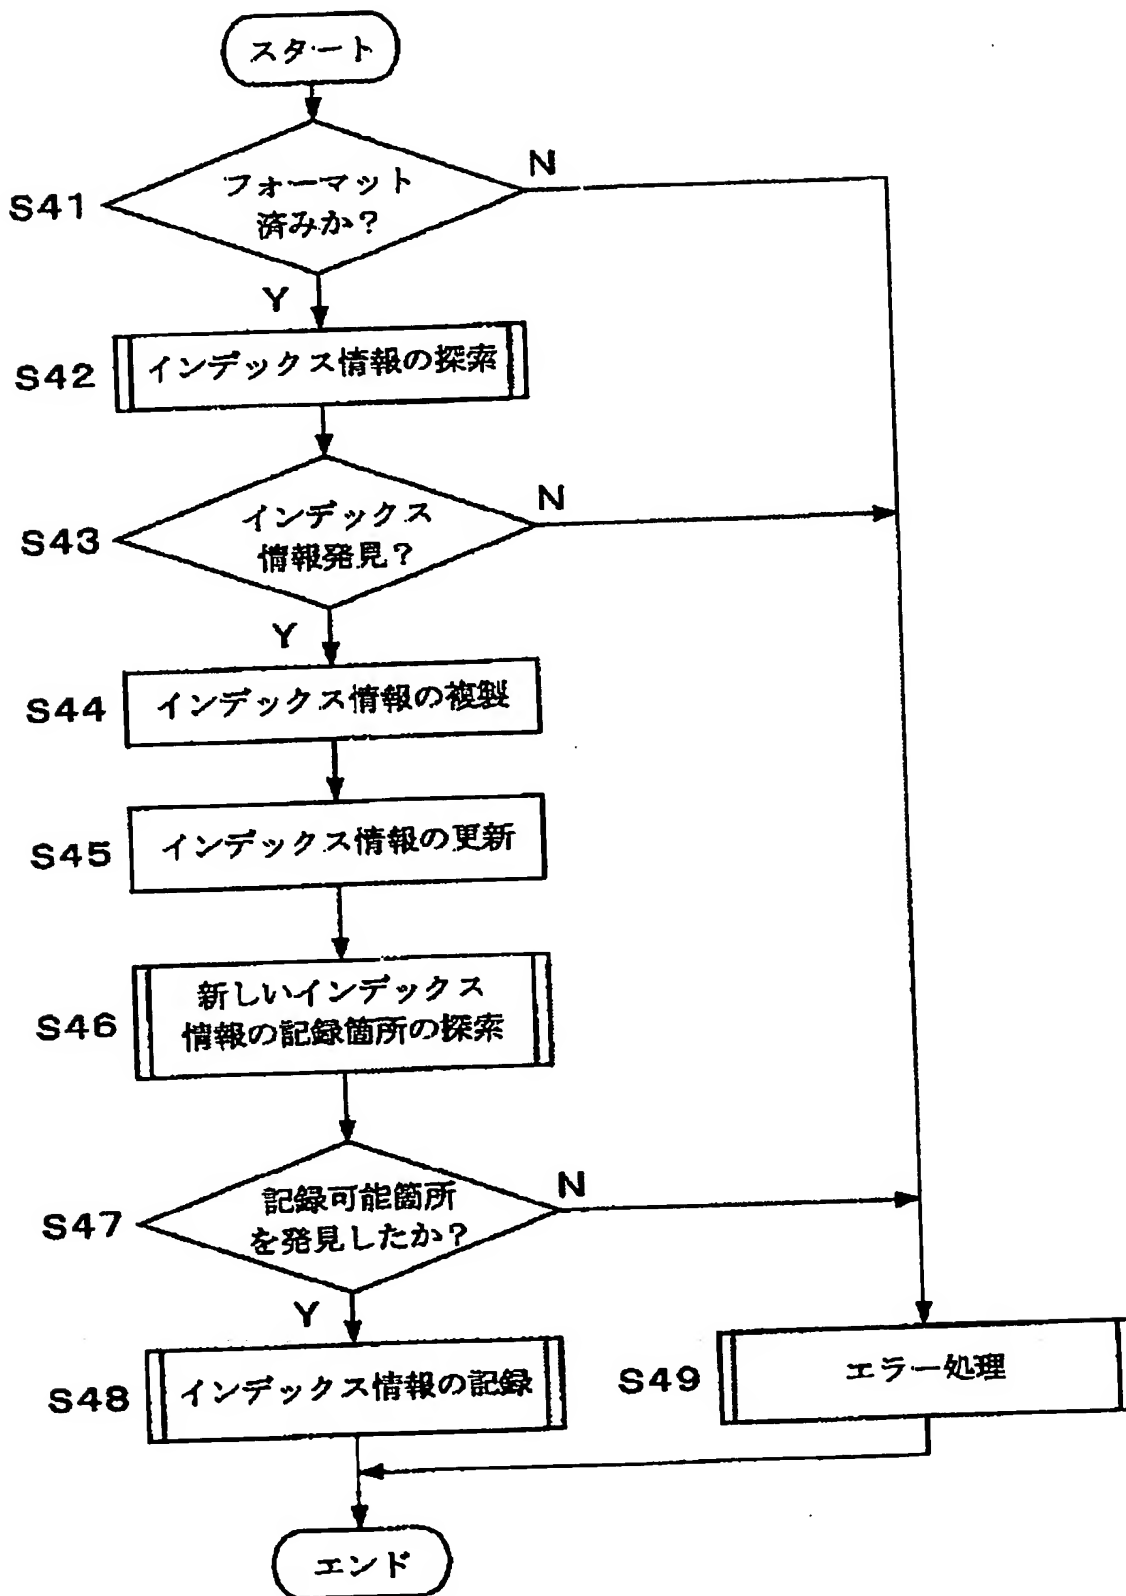 スタート
N
S41
フォーマット
済みか？
Y
S42
インデックス情報の探索
N
S43
インデックス
情報発見？
Y
S44
インデックス情報の複製
S45
インデックス情報の更新
S46
新しいインデックス
情報の記録箇所の探索
N
S47
記録可能箇所
を発見したか？
Y
S48
インデックス情報の記録
S49
エラー処理
エンド